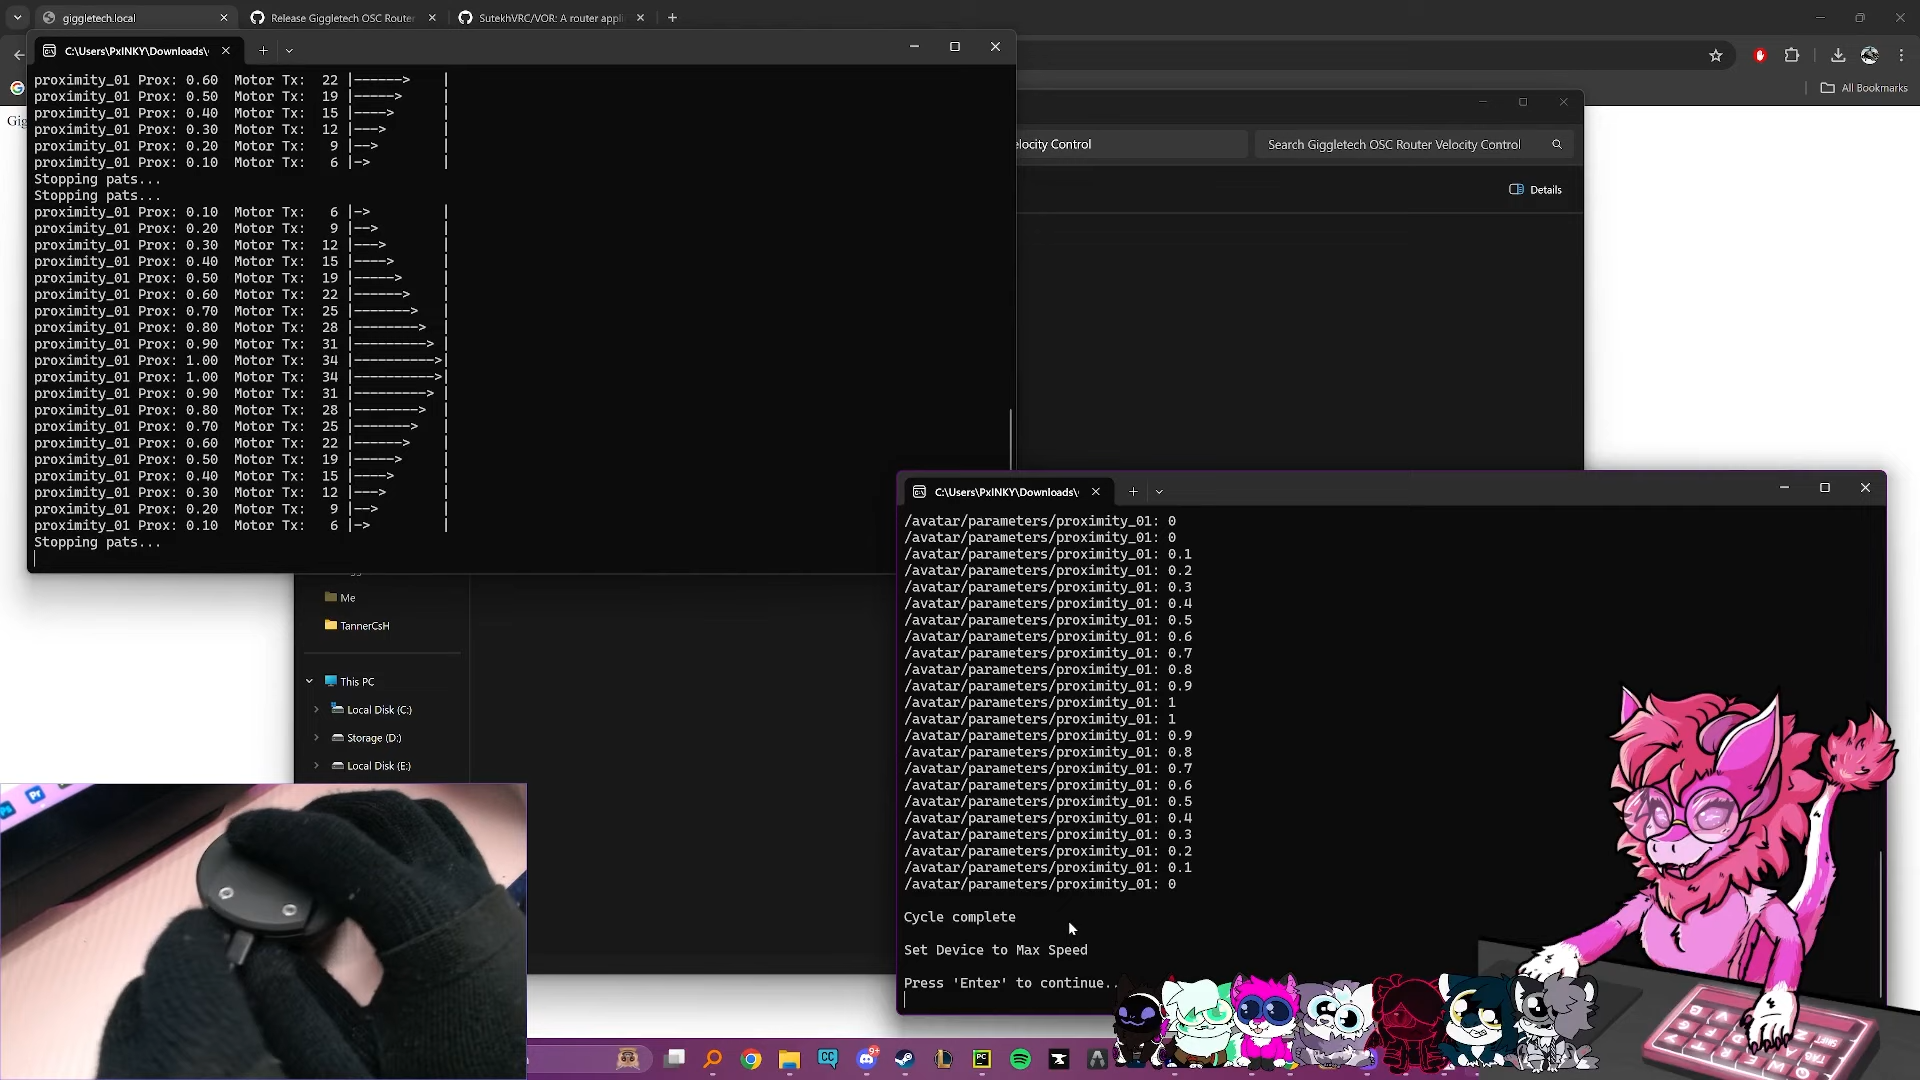 giggletech.local
Release Giggletech OSC Router
SutekhVRC/VOR: A router appli
C:\Users\PxINKY\Downloads\
All Bookmarks
Gig
proximity_01 Prox: 0.60 Motor Tx: 22 |------> |
proximity_01 Prox: 0.50 Motor Tx: 19 |-----> |
proximity_01 Prox: 0.40 Motor Tx: 15 |----> |
proximity_01 Prox: 0.30 Motor Tx: 12 |---> |
proximity_01 Prox: 0.20 Motor Tx: 9 |--> |
proximity_01 Prox: 0.10 Motor Tx: 6 |-> |
Stopping pats...
Stopping pats...
proximity_01 Prox: 0.10 Motor Tx: 6 |-> |
proximity_01 Prox: 0.20 Motor Tx: 9 |--> |
proximity_01 Prox: 0.30 Motor Tx: 12 |---> |
proximity_01 Prox: 0.40 Motor Tx: 15 |----> |
proximity_01 Prox: 0.50 Motor Tx: 19 |-----> |
proximity_01 Prox: 0.60 Motor Tx: 22 |------> |
proximity_01 Prox: 0.70 Motor Tx: 25 |-------> |
proximity_01 Prox: 0.80 Motor Tx: 28 |--------> |
proximity_01 Prox: 0.90 Motor Tx: 31 |---------> |
proximity_01 Prox: 1.00 Motor Tx: 34 |---------->|
proximity_01 Prox: 1.00 Motor Tx: 34 |---------->|
proximity_01 Prox: 0.90 Motor Tx: 31 |---------> |
proximity_01 Prox: 0.80 Motor Tx: 28 |--------> |
proximity_01 Prox: 0.70 Motor Tx: 25 |-------> |
proximity_01 Prox: 0.60 Motor Tx: 22 |------> |
proximity_01 Prox: 0.50 Motor Tx: 19 |-----> |
proximity_01 Prox: 0.40 Motor Tx: 15 |----> |
proximity_01 Prox: 0.30 Motor Tx: 12 |---> |
proximity_01 Prox: 0.20 Motor Tx: 9 |--> |
proximity_01 Prox: 0.10 Motor Tx: 6 |-> |
Stopping pats...
elocity Control
Search Giggletech OSC Router Velocity Control
Details
Me
TannerCsH
This PC
Local Disk (C:)
Storage (D:)
Local Disk (E:)
C:\Users\PxINKY\Downloads\
/avatar/parameters/proximity_01: 0
/avatar/parameters/proximity_01: 0
/avatar/parameters/proximity_01: 0.1
/avatar/parameters/proximity_01: 0.2
/avatar/parameters/proximity_01: 0.3
/avatar/parameters/proximity_01: 0.4
/avatar/parameters/proximity_01: 0.5
/avatar/parameters/proximity_01: 0.6
/avatar/parameters/proximity_01: 0.7
/avatar/parameters/proximity_01: 0.8
/avatar/parameters/proximity_01: 0.9
/avatar/parameters/proximity_01: 1
/avatar/parameters/proximity_01: 1
/avatar/parameters/proximity_01: 0.9
/avatar/parameters/proximity_01: 0.8
/avatar/parameters/proximity_01: 0.7
/avatar/parameters/proximity_01: 0.6
/avatar/parameters/proximity_01: 0.5
/avatar/parameters/proximity_01: 0.4
/avatar/parameters/proximity_01: 0.3
/avatar/parameters/proximity_01: 0.2
/avatar/parameters/proximity_01: 0.1
/avatar/parameters/proximity_01: 0
Cycle complete
Set Device to Max Speed
Press 'Enter' to continue..
Ps
Pr
CC
9+
PC